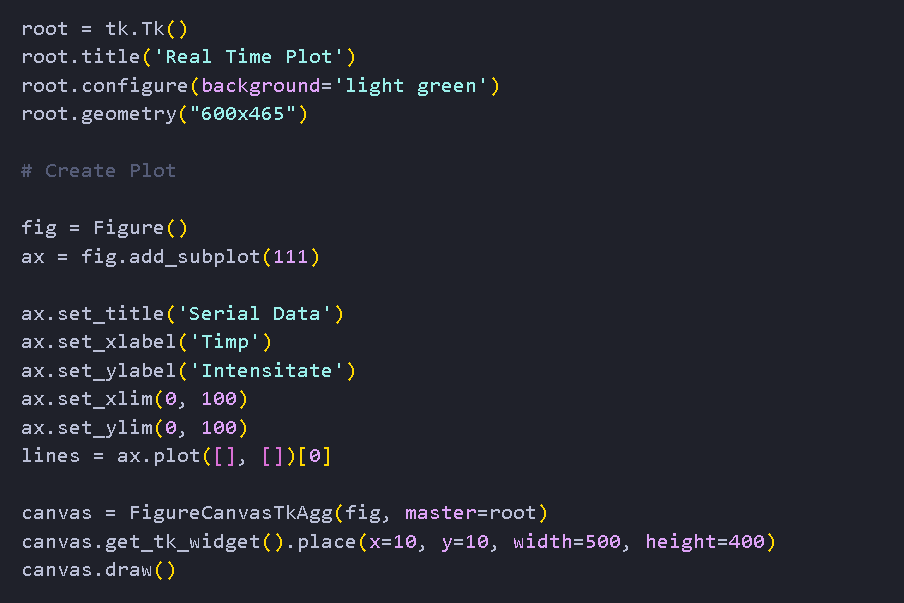 root = tk.Tk()
root.title('Real Time Plot')
root.configure(background='light green')
root.geometry("600x465")
# Create Plot
fig = Figure()
ax = fig.add_subplot(111)
ax.set_title('Serial Data')
ax.set_xlabel('Timp')
ax.set_ylabel('Intensitate')
ax.set_xlim(0, 100)
ax.set_ylim(0, 100)
lines = ax.plot([], [])[0]
canvas = FigureCanvasTkAgg(fig, master=root)
canvas.get_tk_widget().place(x=10, y=10, width=500, height=400)
canvas.draw()